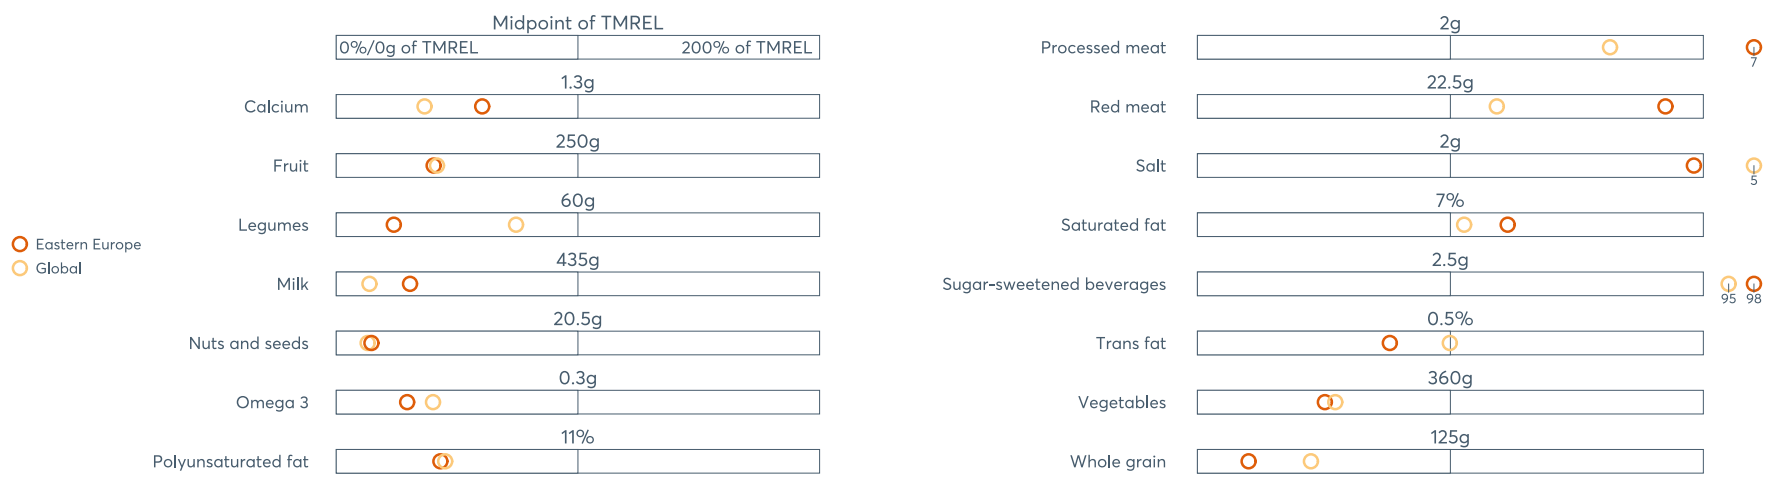 Midpoint of TMREL
0%/0g of TMREL 200% of TMREL
1.3g
Calcium
250g
Fruit
60g
Legumes
435g
Milk
20.5g
Nuts and seeds
0.3g
Omega 3
11%
Polyunsaturated fat
Eastern Europe
Global
2g
Processed meat
7
22.5g
Red meat
2g
Salt
5
7%
Saturated fat
2.5g
Sugar-sweetened beverages
95 98
0.5%
Trans fat
360g
Vegetables
125g
Whole grain